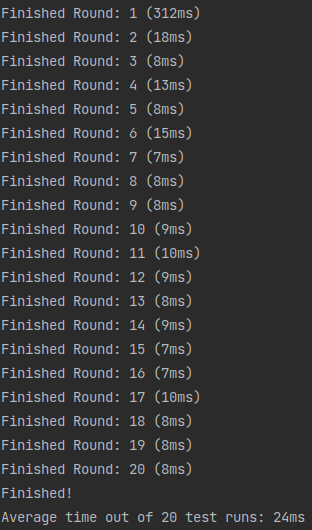 Finished Round: 1 (312ms)
Finished Round: 2 (18ms)
Finished Round: 3 (8ms)
Finished Round: 4 (13ms)
Finished Round: 5 (8ms)
Finished Round: 6 (15ms)
Finished Round: 7 (7ms)
Finished Round: 8 (8ms)
Finished Round: 9 (8ms)
Finished Round: 10 (9ms)
Finished Round: 11 (10ms)
Finished Round: 12 (9ms)
Finished Round: 13 (8ms)
Finished Round: 14 (9ms)
Finished Round: 15 (7ms)
Finished Round: 16 (7ms)
Finished Round: 17 (10ms)
Finished Round: 18 (8ms)
Finished Round: 19 (8ms)
Finished Round: 20 (8ms)
Finished!
Average time out of 20 test runs: 24ms